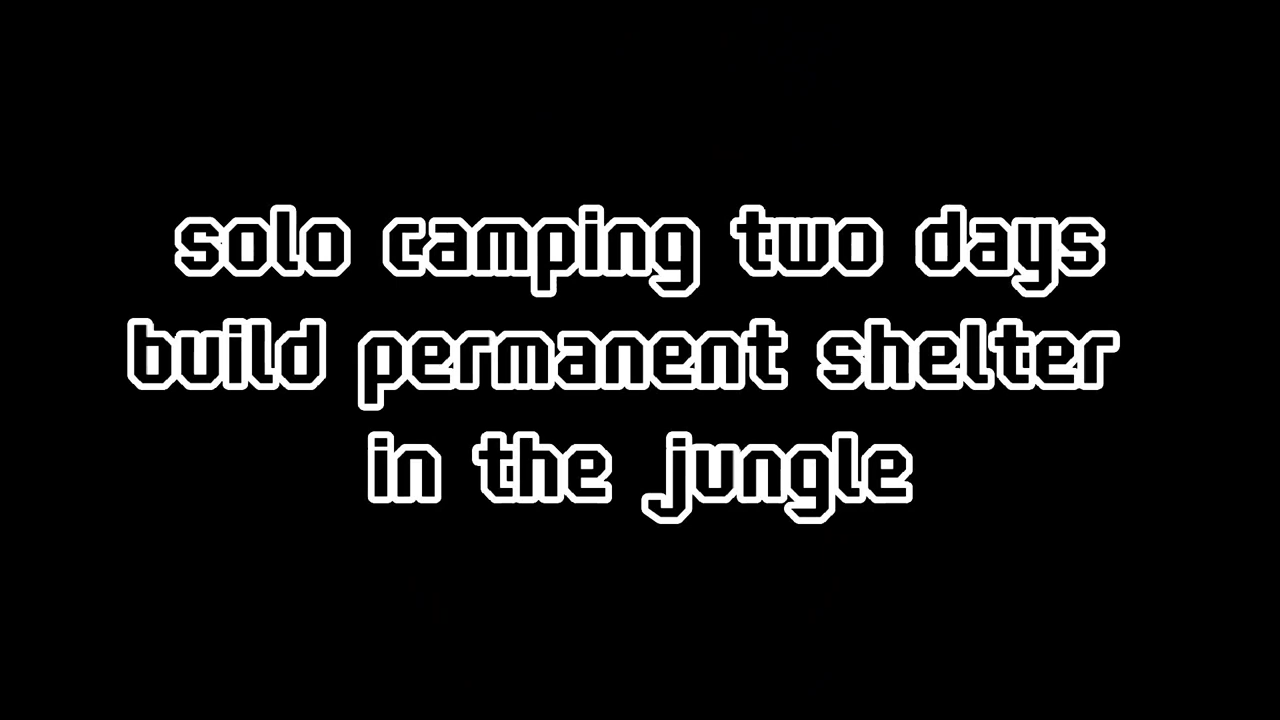 solo camping two days
build permanent shelter
in the jungle